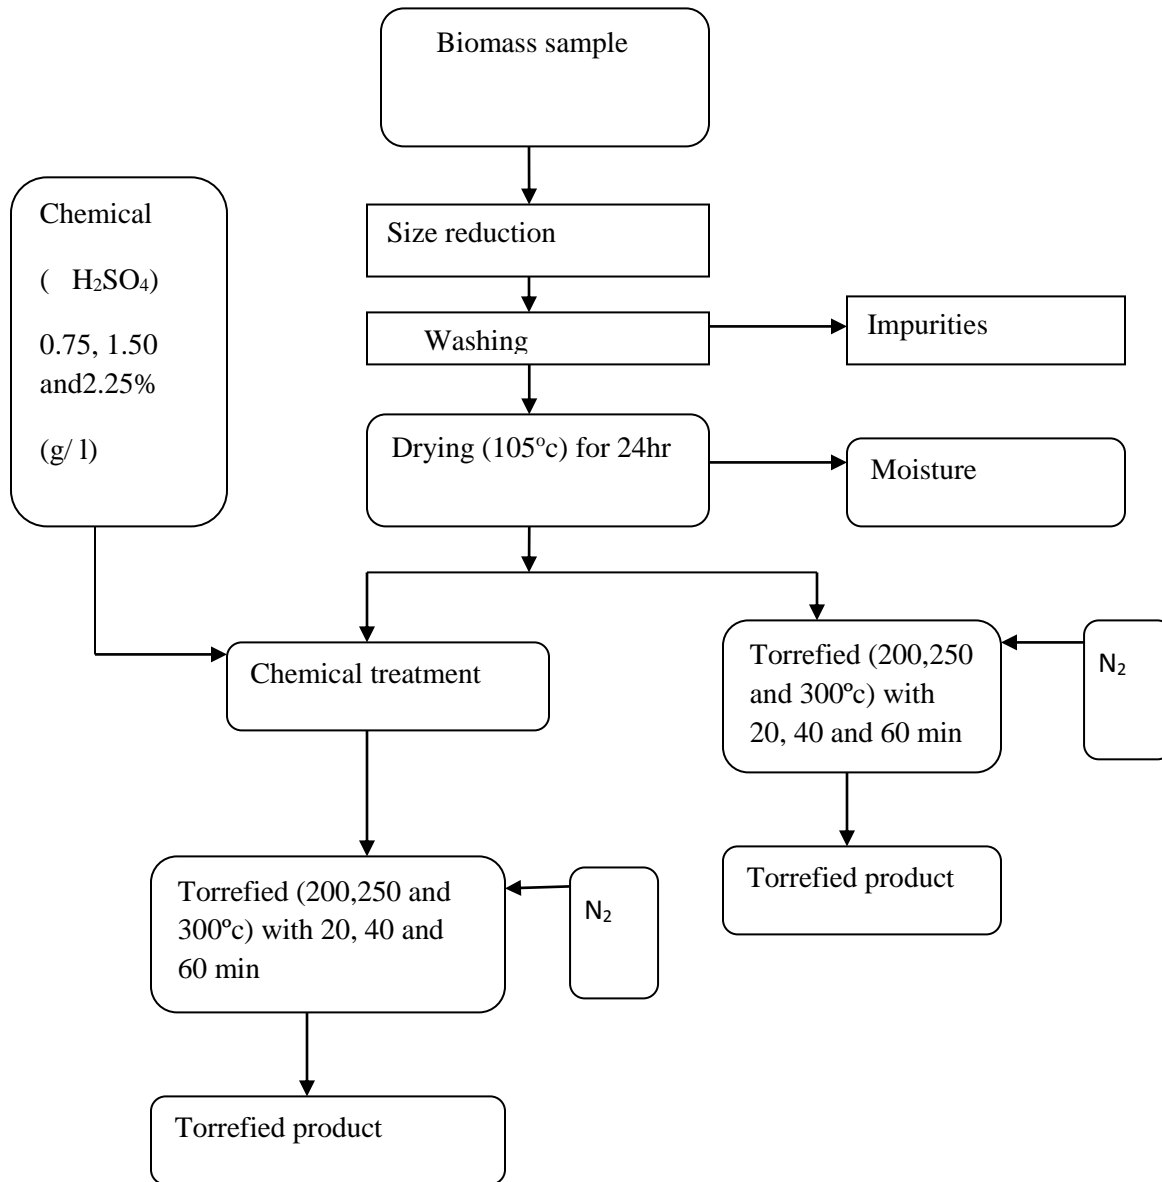 Biomass sample
Chemical
( H₂SO₄)
0.75, 1.50
and2.25%
(g/ l)
Size reduction
Washing
Impurities
Drying (105ᵒc) for 24hr
Moisture
Chemical treatment
Torrefied (200,250
and 300ºc) with
20, 40 and 60 min
N₂
Torrefied product
Torrefied (200,250 and
300ºc) with 20, 40 and
60 min
N₂
Torrefied product